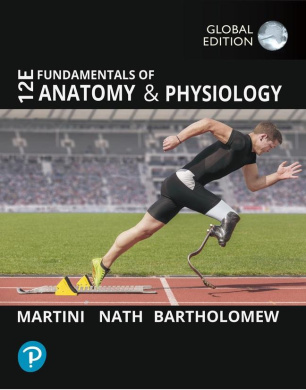 GLOBAL
EDITION
12E
FUNDAMENTALS OF
ANATOMY & PHYSIOLOGY
MARTINI NATH BARTHOLOMEW
P